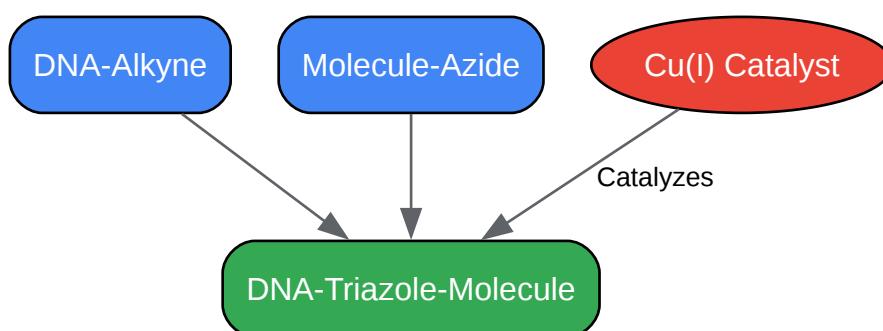 DNA-Alkyne
Molecule-Azide
Cu(I) Catalyst
Catalyzes
DNA-Triazole-Molecule